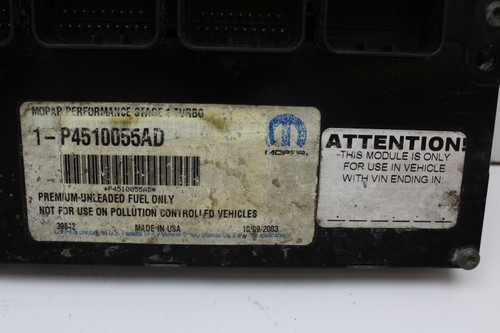 MOPAR PERFORMANCE STAGE 1 TURBO
1-P4510055AD
MOPAR
*P4510055AD*
PREMIUM-UNLEADED FUEL ONLY
NOT FOR USE ON POLLUTION CONTROLLED VEHICLES
MADE IN USA 10/09/2003
ATTENTION!
-THIS MODULE IS ONLY
FOR USE IN VEHICLE
WITH VIN ENDING IN